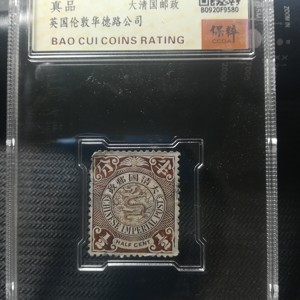 真品 大清国邮政
英国伦敦华德路公司
BAO CUI COINS RATING
B0920F9580
保粹
大清國郵政
CHINESE IMPERIAL POST
HALF CENT